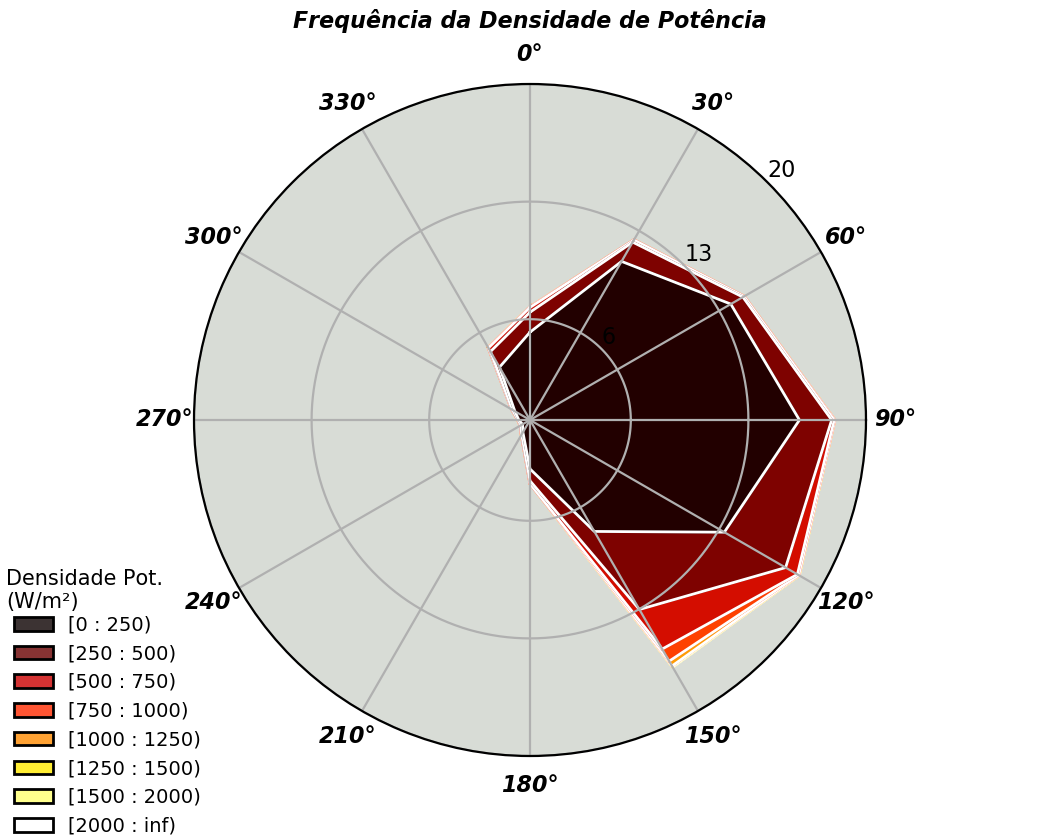 Frequência da Densidade de Potência
0°
330°
30°
20
300°
60°
13
6
270°
90°
240°
120°
210°
150°
180°
Densidade Pot.
(W/m²)
[0 : 250)
[250 : 500)
[500 : 750)
[750 : 1000)
[1000 : 1250)
[1250 : 1500)
[1500 : 2000)
[2000 : inf)